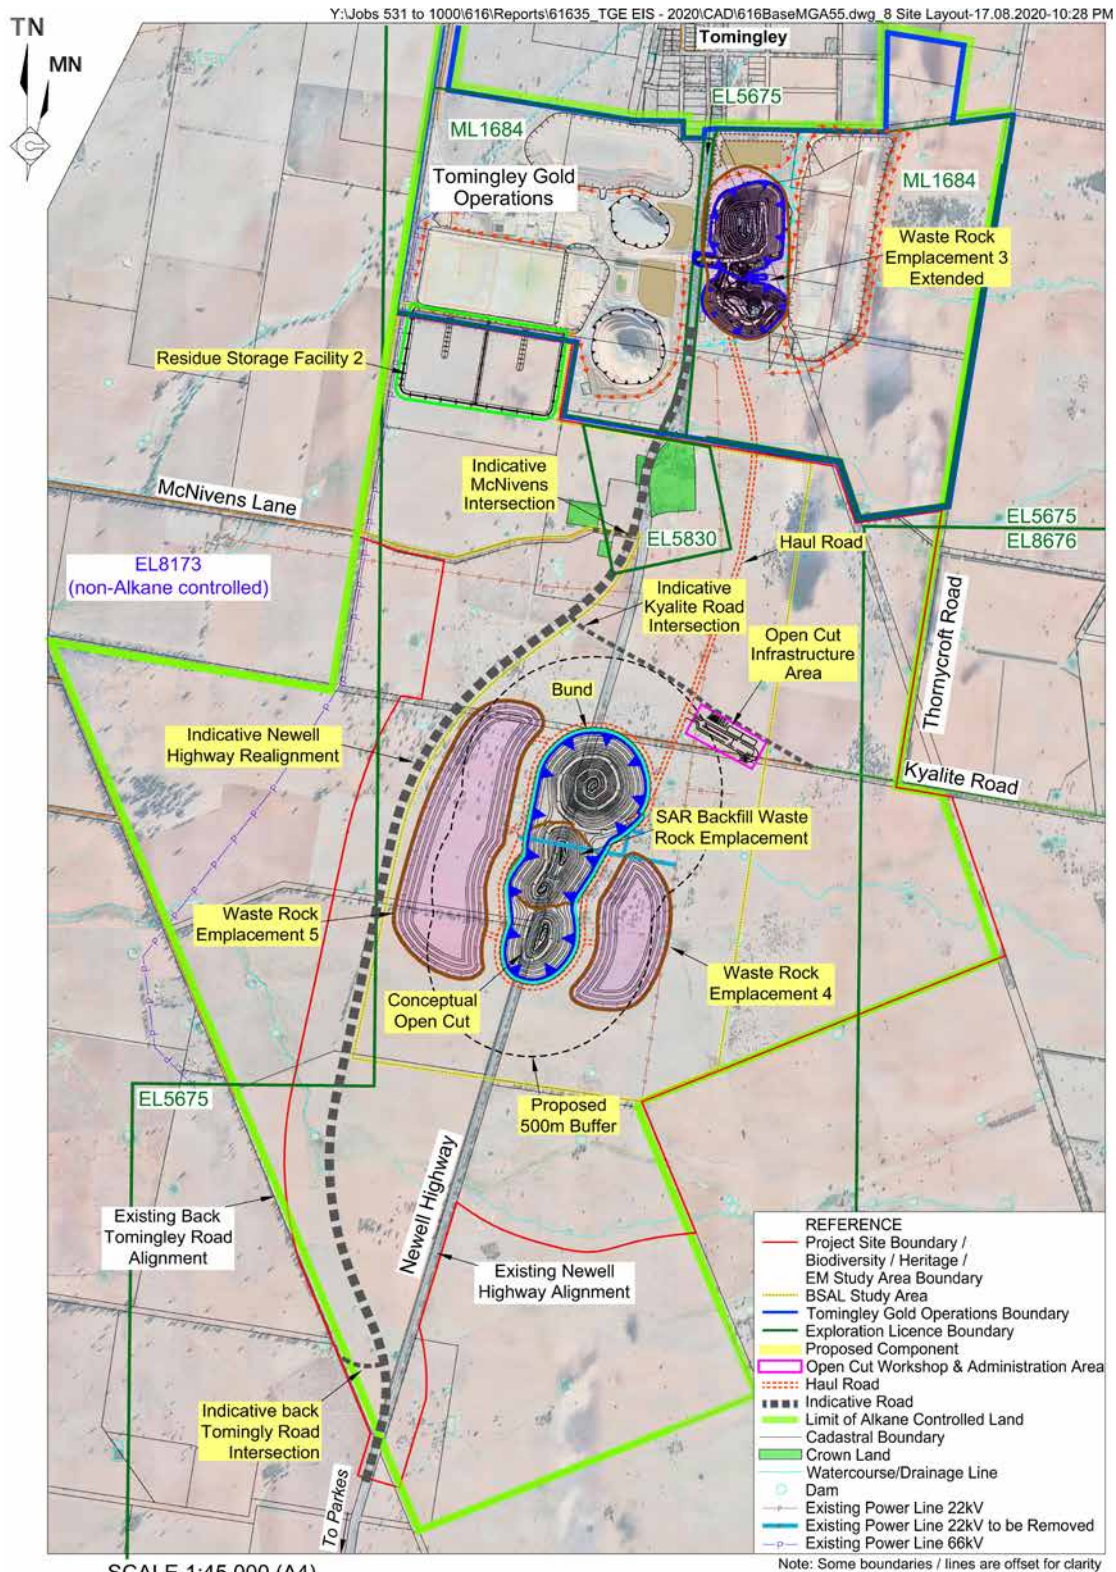 Y:\Jobs 531 to 1000\616\Reports\61635_TGE EIS - 2020\CAD\616BaseMGA55.dwg_8 Site Layout-17.08.2020-10:28 PM
TN
MN
Tomingley
EL5675
ML1684
Tomingley Gold
Operations
ML1684
Waste Rock
Emplacement 3
Extended
Residue Storage Facility 2
Indicative
McNivens
Intersection
McNivens Lane
EL5830
Haul Road
EL5675
EL8676
EL8173
(non-Alkane controlled)
Indicative
Kyalite Road
Intersection
Open Cut
Infrastructure
Area
Thornycroft Road
Bund
Indicative Newell
Highway Realignment
Kyalite Road
SAR Backfill Waste
Rock Emplacement
Waste Rock
Emplacement 5
Waste Rock
Emplacement 4
Conceptual
Open Cut
EL5675
Proposed
500m Buffer
Newell Highway
Existing Back
Tomingley Road
Alignment
Existing Newell
Highway Alignment
Indicative back
Tomingly Road
Intersection
To Parkes
REFERENCE
Project Site Boundary /
Biodiversity / Heritage /
EM Study Area Boundary
BSAL Study Area
Tomingley Gold Operations Boundary
Exploration Licence Boundary
Proposed Component
Open Cut Workshop & Administration Area
Haul Road
Indicative Road
Limit of Alkane Controlled Land
Cadastral Boundary
Crown Land
Watercourse/Drainage Line
Dam
P Existing Power Line 22kV
Existing Power Line 22kV to be Removed
P Existing Power Line 66kV
SCALE 1:45 000 (A4)
Note: Some boundaries / lines are offset for clarity